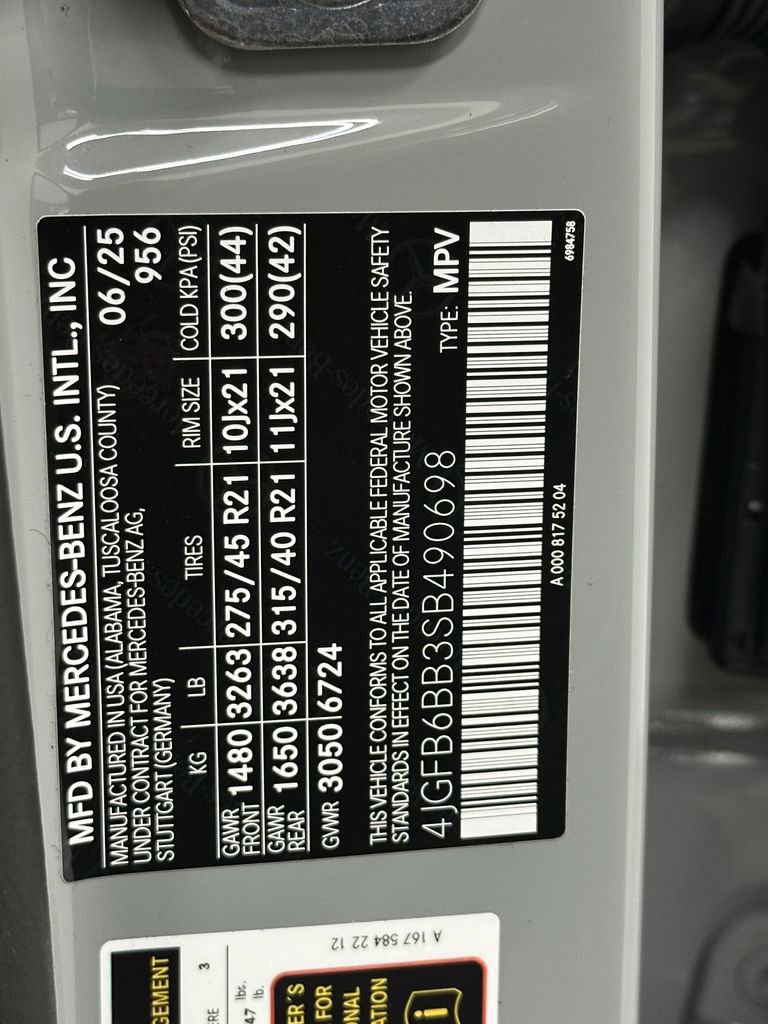 MFD BY MERCEDES-BENZ U.S. INTL., INC
MANUFACTURED IN USA (ALABAMA, TUSCALOOSA COUNTY) 06/25
UNDER CONTRACT FOR MERCEDES-BENZ AG, 956
STUTTGART (GERMANY)
KG LB TIRES RIM SIZE COLD KPA (PSI)
GAWR FRONT 1480 3263 275/45 R21 10Jx21 300(44)
GAWR REAR 1650 3638 315/40 R21 11Jx21 290(42)
GVWR 3050 6724
THIS VEHICLE CONFORMS TO ALL APPLICABLE FEDERAL MOTOR VEHICLE SAFETY
STANDARDS IN EFFECT ON THE DATE OF MANUFACTURE SHOWN ABOVE.
4JGFB6BB3SB490698 TYPE: MPV
A 000 817 52 04 6984758
A 167 584 22 12
3
lbs.
47 lb.